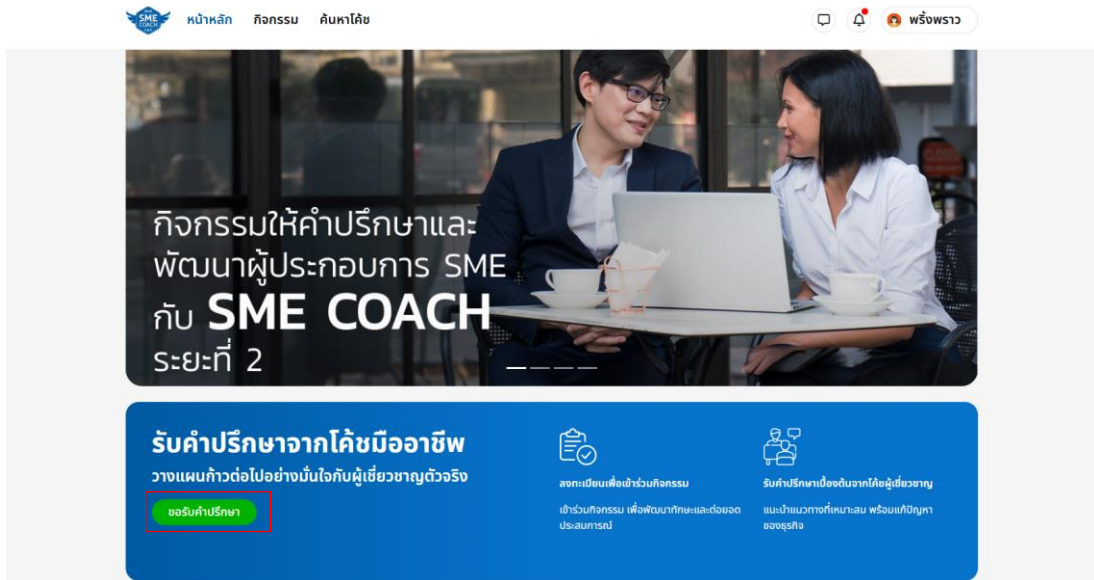 SME
COACH
หน้าหลัก กิจกรรม ค้นหาโค้ช
พริ้งพราว
กิจกรรมให้คำปรึกษาและ
พัฒนาผู้ประกอบการ SME
กับ SME COACH
ระยะที่ 2
รับคำปรึกษาจากโค้ชมืออาชีพ
วางแผนก้าวต่อไปอย่างมั่นใจกับผู้เชี่ยวชาญตัวจริง
ขอรับคำปรึกษา
ลงทะเบียนเพื่อเข้าร่วมกิจกรรม
เข้าร่วมกิจกรรม เพื่อพัฒนาทักษะและต่อยอด
ประสบการณ์
รับคำปรึกษาเบื้องต้นจากโค้ชผู้เชี่ยวชาญ
แนะนำแนวทางที่เหมาะสม พร้อมแก้ปัญหา
ของธุรกิจ